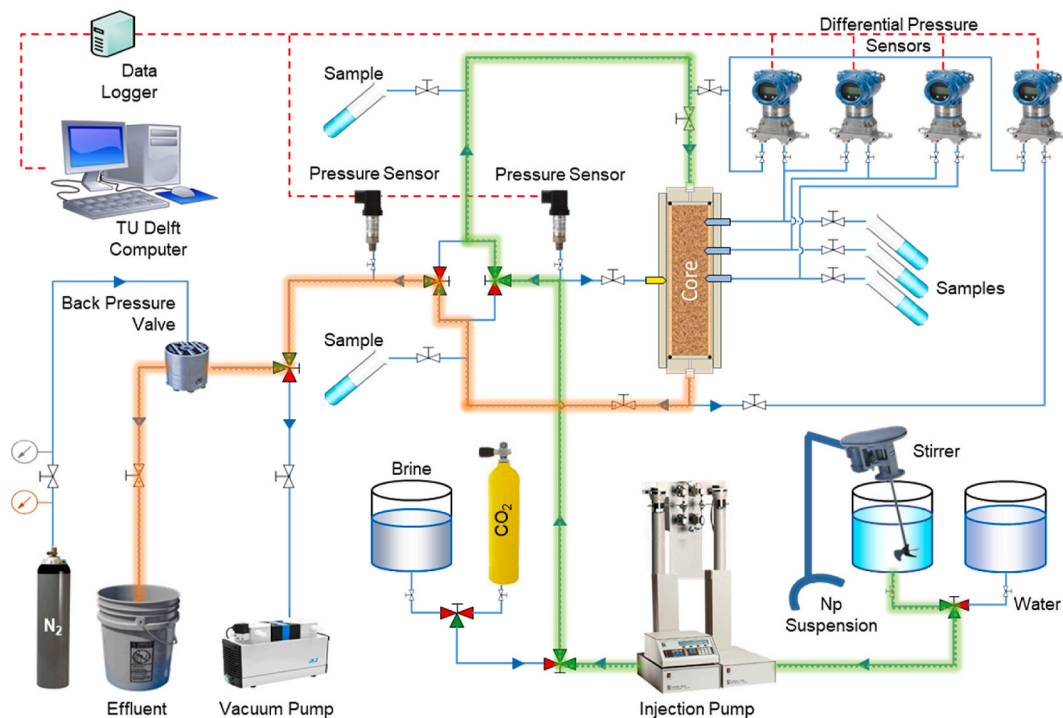 Data
Logger
TU Delft
Computer
Sample
Differential Pressure
Sensors
Pressure Sensor
Pressure Sensor
Core
Samples
Back Pressure
Valve
Sample
Brine
CO2
Stirrer
Np
Suspension
Water
N2
Effluent
Vacuum Pump
Injection Pump